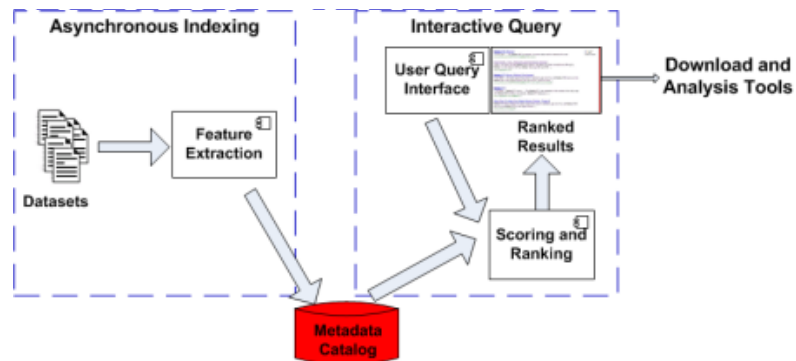 Asynchronous Indexing
Interactive Query
User Query
Interface
Download and
Analysis Tools
Feature
Extraction
Ranked
Results
Datasets
Scoring and
Ranking
Metadata
Catalog